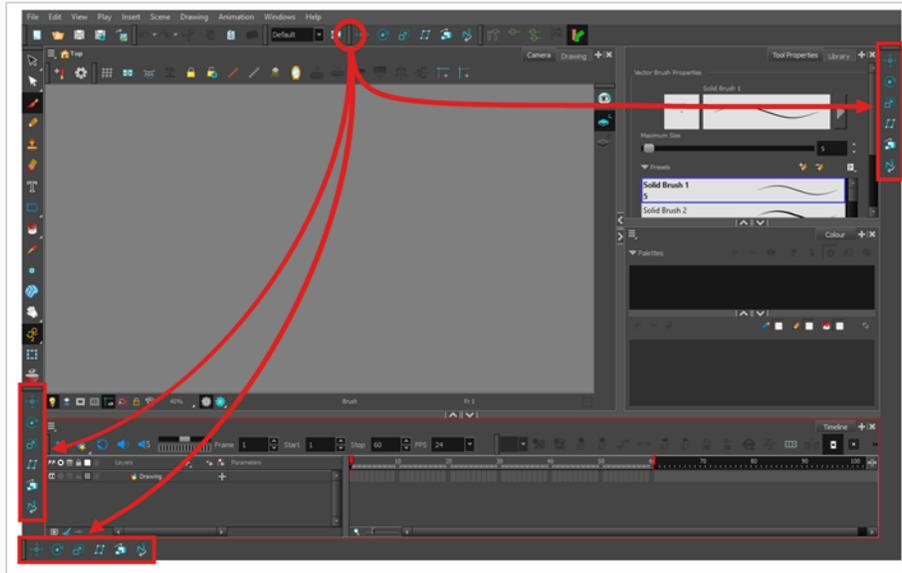 File Edit View Play Insert Scene Drawing Animation Windows Help
Default
Top
Camera Drawing
Tool Properties Library
Vector Brush Properties
Solid Brush 1
Maximum Size
5
Presets
Solid Brush 1
5
Solid Brush 2
Colour
Palettes
40%
Brush
Fr 1
Timeline
Frame 1 Start 1 Stop 60 FPS 24
Layers Parameters
10 20 30 40 50 60 70 80 90 100
Drawing